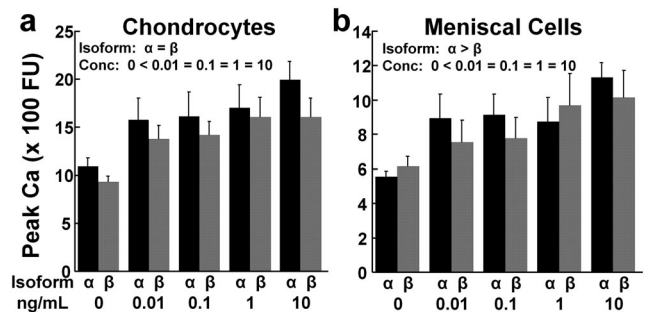 a Chondrocytes
Isoform: α = β
Conc: 0 < 0.01 = 0.1 = 1 = 10
Peak Ca (x 100 FU)
25
20
15
10
5
0
Isoform α β α β α β α β α β
ng/mL 0 0.01 0.1 1 10
b Meniscal Cells
Isoform: α > β
Conc: 0 < 0.01 = 0.1 = 1 = 10
14
12
10
8
6
4
2
0
α β α β α β α β α β
0 0.01 0.1 1 10